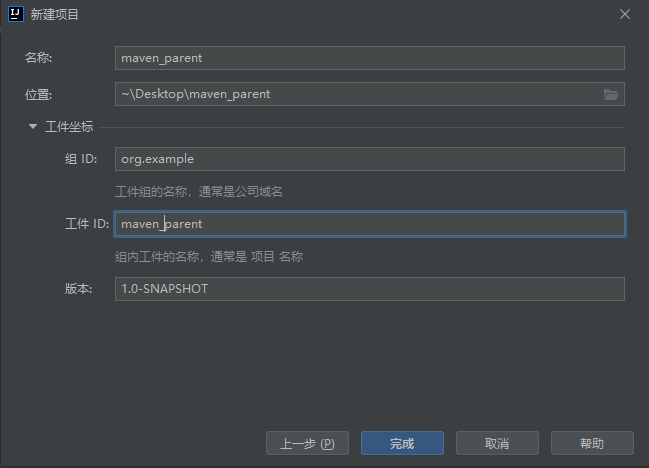 IJ 新建项目
名称: maven_parent
位置: ~\Desktop\maven_parent
工件坐标
组 ID: org.example
工件组的名称，通常是公司域名
工件 ID: maven_parent
组内工件的名称，通常是 项目 名称
版本: 1.0-SNAPSHOT
上一步 (P) 完成 取消 帮助